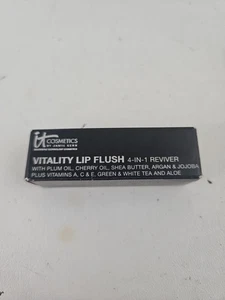 it COSMETICS
BY JAMIE KERN
VITALITY LIP FLUSH 4-IN-1 REVIVER
WITH PLUM OIL, CHERRY OIL, SHEA BUTTER, ARGAN & JOJOBA
PLUS VITAMINS A, C & E, GREEN & WHITE TEA AND ALOE